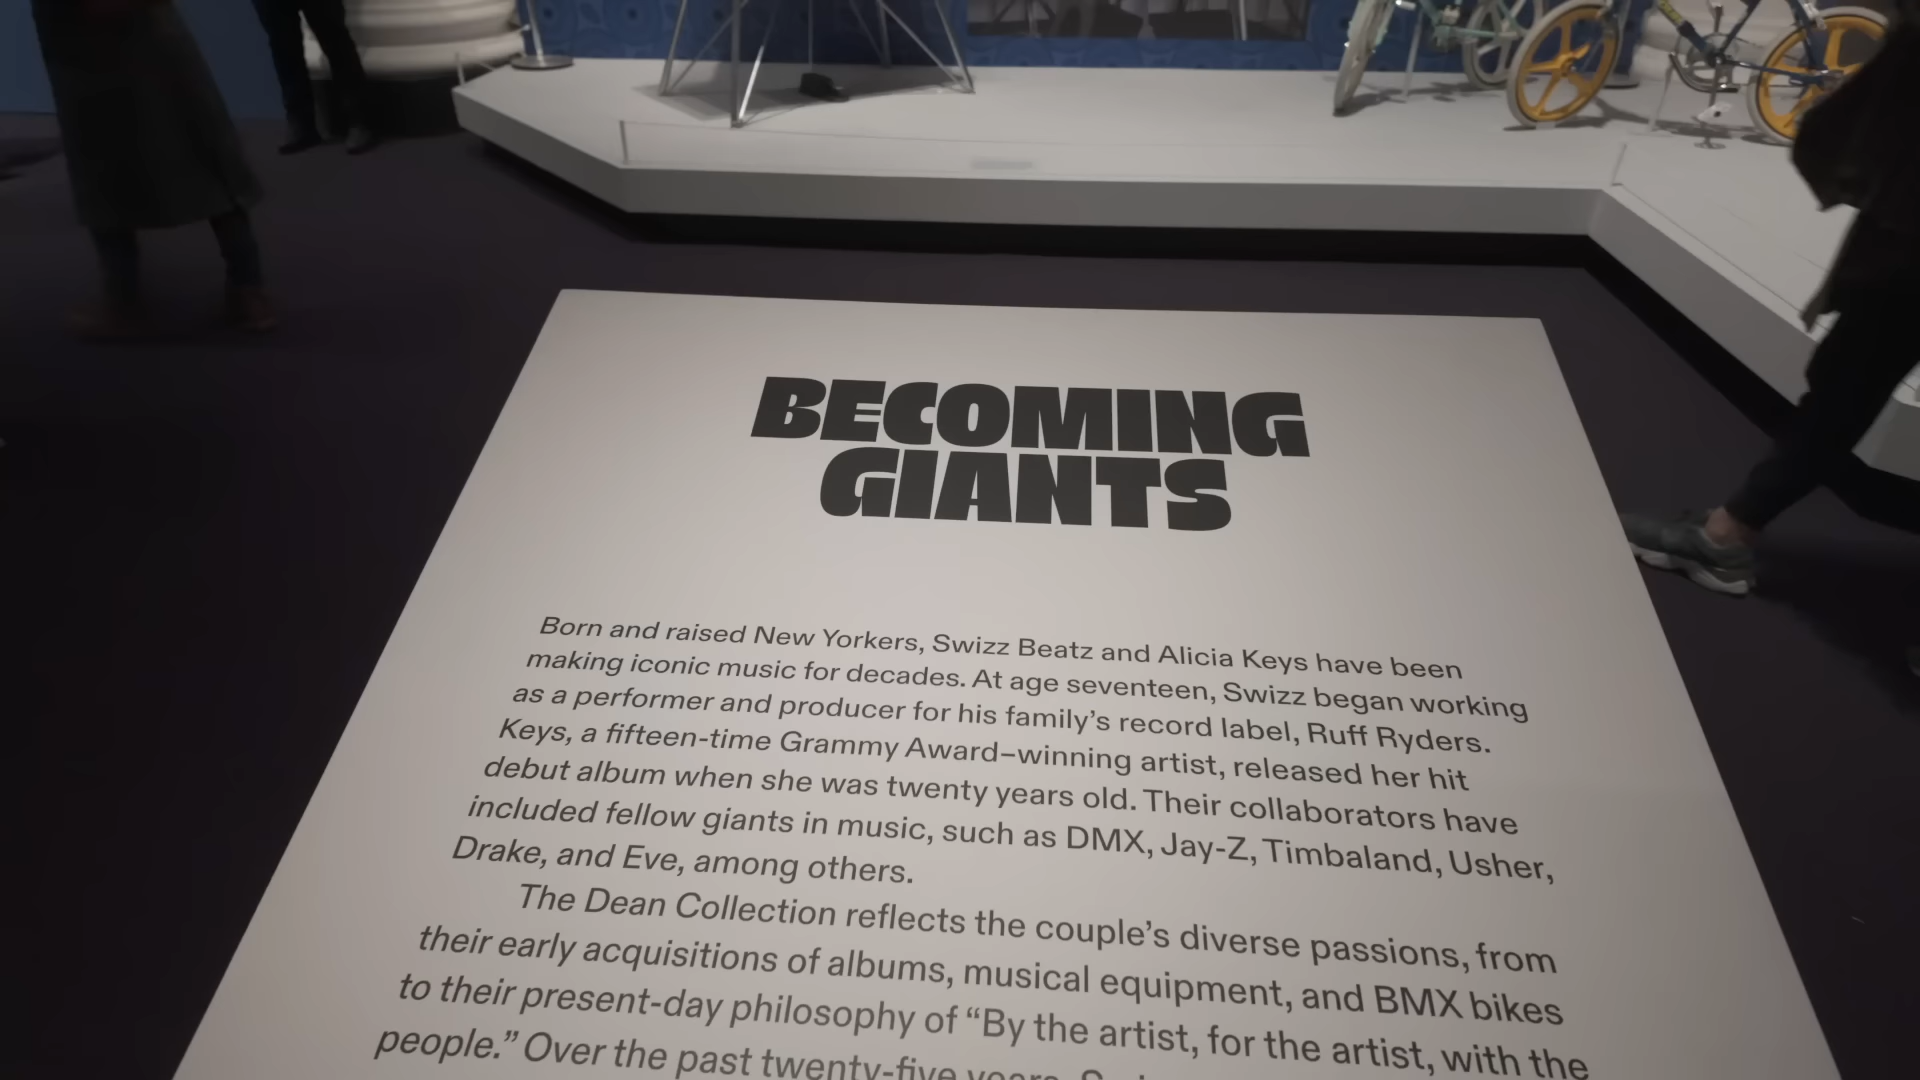 BECOMING
GIANTS
Born and raised New Yorkers, Swizz Beatz and Alicia Keys have been
making iconic music for decades. At age seventeen, Swizz began working
as a performer and producer for his family’s record label, Ruff Ryders.
Keys, a fifteen-time Grammy Award–winning artist, released her hit
debut album when she was twenty years old. Their collaborators have
included fellow giants in music, such as DMX, Jay-Z, Timbaland, Usher,
Drake, and Eve, among others.
The Dean Collection reflects the couple’s diverse passions, from
their early acquisitions of albums, musical equipment, and BMX bikes
to their present-day philosophy of “By the artist, for the artist, with the
people.” Over the past twenty-five years,